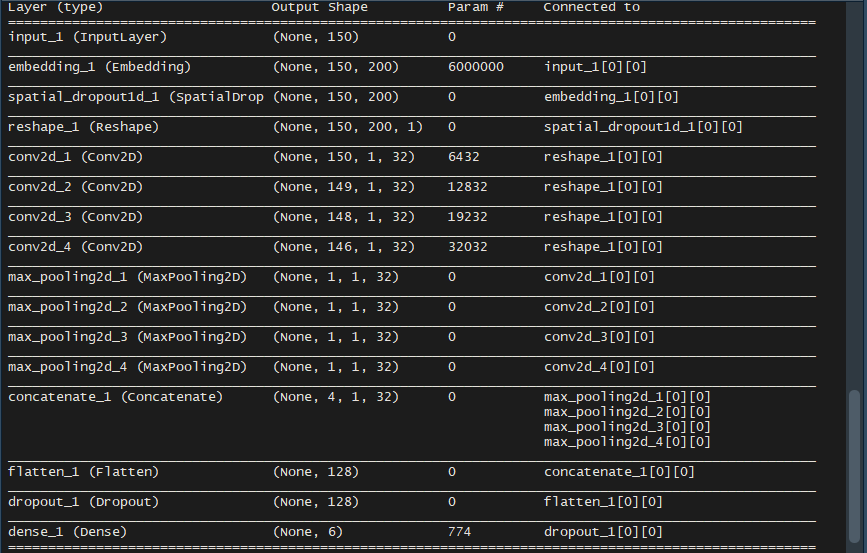 Layer (type) Output Shape Param # Connected to
==================================================================================================
input_1 (InputLayer) (None, 150) 0
embedding_1 (Embedding) (None, 150, 200) 6000000 input_1[0][0]
spatial_dropout1d_1 (SpatialDrop (None, 150, 200) 0 embedding_1[0][0]
reshape_1 (Reshape) (None, 150, 200, 1) 0 spatial_dropout1d_1[0][0]
conv2d_1 (Conv2D) (None, 150, 1, 32) 6432 reshape_1[0][0]
conv2d_2 (Conv2D) (None, 149, 1, 32) 12832 reshape_1[0][0]
conv2d_3 (Conv2D) (None, 148, 1, 32) 19232 reshape_1[0][0]
conv2d_4 (Conv2D) (None, 146, 1, 32) 32032 reshape_1[0][0]
max_pooling2d_1 (MaxPooling2D) (None, 1, 1, 32) 0 conv2d_1[0][0]
max_pooling2d_2 (MaxPooling2D) (None, 1, 1, 32) 0 conv2d_2[0][0]
max_pooling2d_3 (MaxPooling2D) (None, 1, 1, 32) 0 conv2d_3[0][0]
max_pooling2d_4 (MaxPooling2D) (None, 1, 1, 32) 0 conv2d_4[0][0]
concatenate_1 (Concatenate) (None, 4, 1, 32) 0 max_pooling2d_1[0][0]
max_pooling2d_2[0][0]
max_pooling2d_3[0][0]
max_pooling2d_4[0][0]
flatten_1 (Flatten) (None, 128) 0 concatenate_1[0][0]
dropout_1 (Dropout) (None, 128) 0 flatten_1[0][0]
dense_1 (Dense) (None, 6) 774 dropout_1[0][0]
==================================================================================================